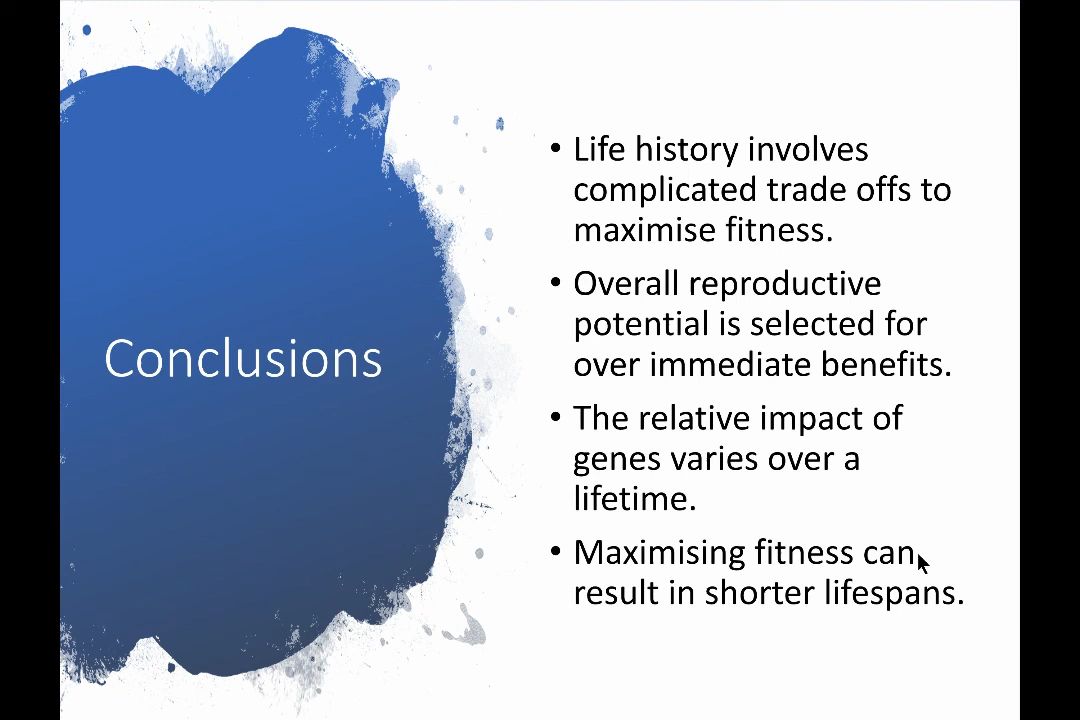 Conclusions
• Life history involves
complicated trade offs to
maximise fitness.
• Overall reproductive
potential is selected for
over immediate benefits.
• The relative impact of
genes varies over a
lifetime.
• Maximising fitness can
result in shorter lifespans.